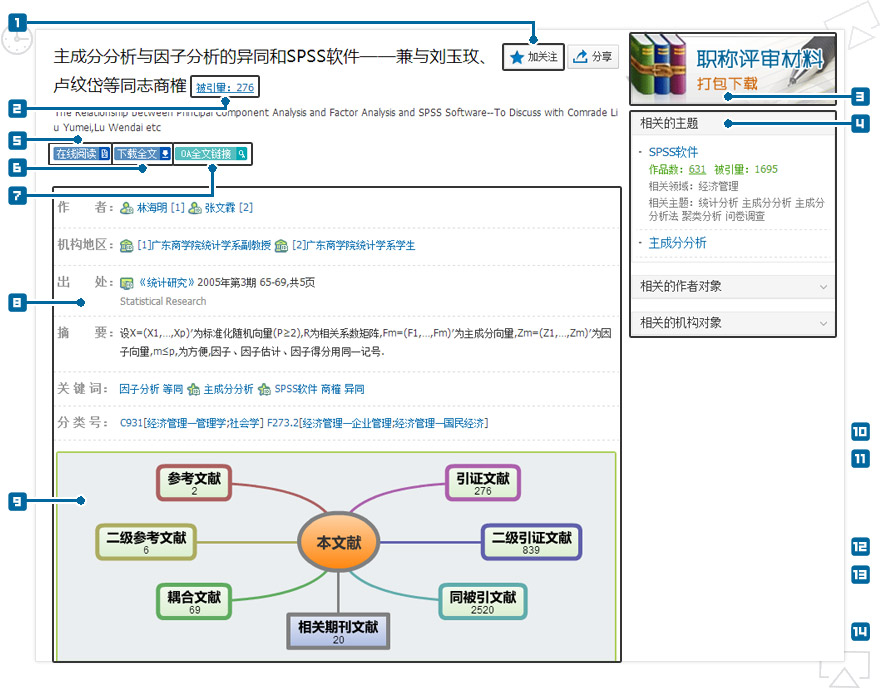 1
主成分分析与因子分析的异同和SPSS软件——兼与刘玉玫、
卢纹岱等同志商榷 被引量：276
加关注
分享
The Relationship Between Principal Component Analysis and Factor Analysis and SPSS Software--To Discuss with Comrade Li
u Yumei,Lu Wendai etc
2
5
6
7
在线阅读 下载全文 OA全文链接
作 者： 林海明 [1] 张文霖 [2]
机构地区： [1]广东商学院统计学系副教授 [2]广东商学院统计学系学生
8
出 处： 《统计研究》2005年第3期 65-69,共5页
Statistical Research
摘 要： 设X=(X1,…,Xp)′为标准化随机向量(P≥2),R为相关系数矩阵,Fm=(F1,…,Fm)′为主成分向量,Zm=(Z1,…,Zm)′为因
子向量,m≤p,为方便,因子、因子估计、因子得分用同一记号.
关 键 词： 因子分析 等同 主成分分析 SPSS软件 商榷 异同
分 类 号： C931[经济管理—管理学;社会学] F273.2[经济管理—企业管理;经济管理—国民经济]
9
参考文献
2
引证文献
276
二级参考文献
6
本文献
二级引证文献
839
耦合文献
69
同被引文献
2520
相关期刊文献
20
职称评审材料
打包下载
3
相关的主题
4
· SPSS软件
作品数：631 被引量：1695
相关领域：经济管理
相关主题：统计分析 主成分分析 主成分
分析法 聚类分析 问卷调查
· 主成分分析
相关的作者对象
相关的机构对象
10
11
12
13
14